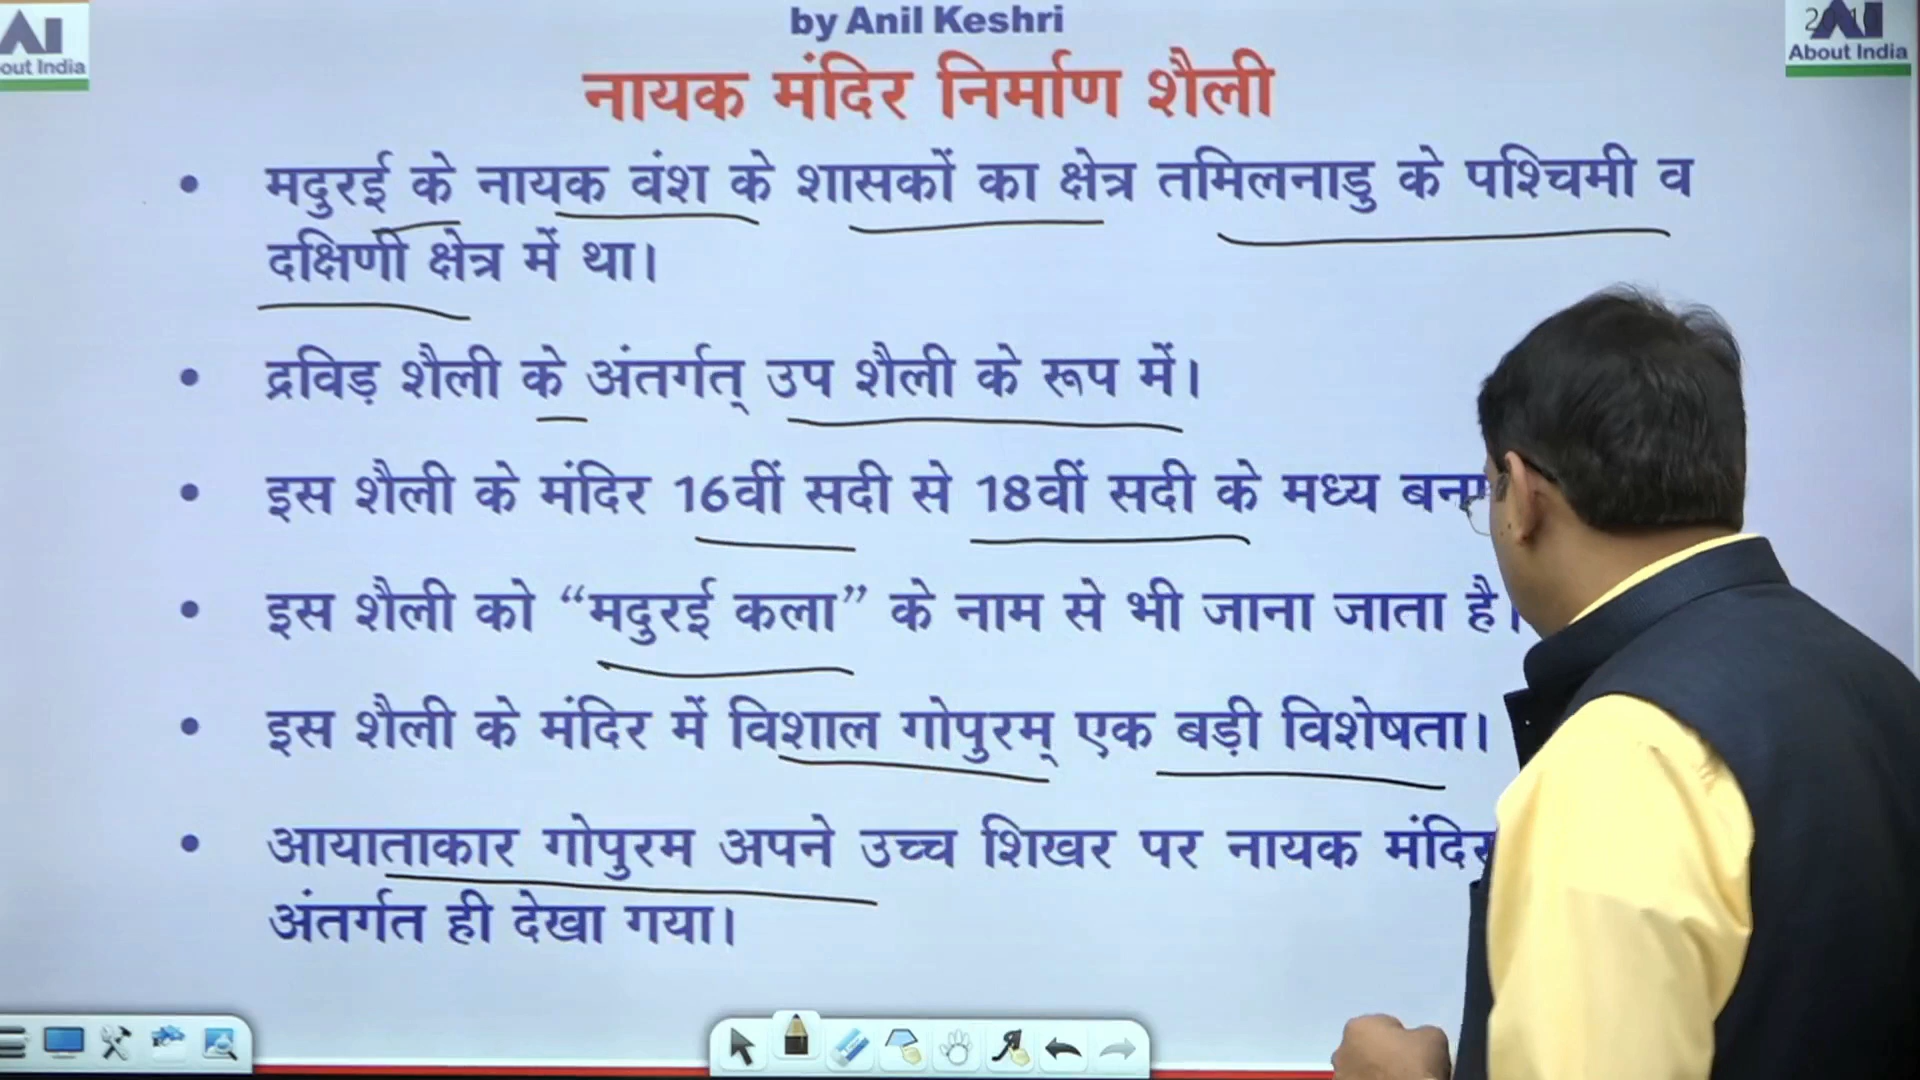 by Anil Keshri
out India
About India
नायक मंदिर निर्माण शैली
• मदुरई के नायक वंश के शासकों का क्षेत्र तमिलनाडु के पश्चिमी व
दक्षिणी क्षेत्र में था।
• द्रविड़ शैली के अंतर्गत् उप शैली के रूप में।
• इस शैली के मंदिर 16वीं सदी से 18वीं सदी के मध्य
• इस शैली को “मदुरई कला” के नाम से भी जाना जाता है।
• इस शैली के मंदिर में विशाल गोपुरम् एक बड़ी विशेषता।
• आयाताकार गोपुरम अपने उच्च शिखर पर नायक मंदिर
अंतर्गत ही देखा गया।